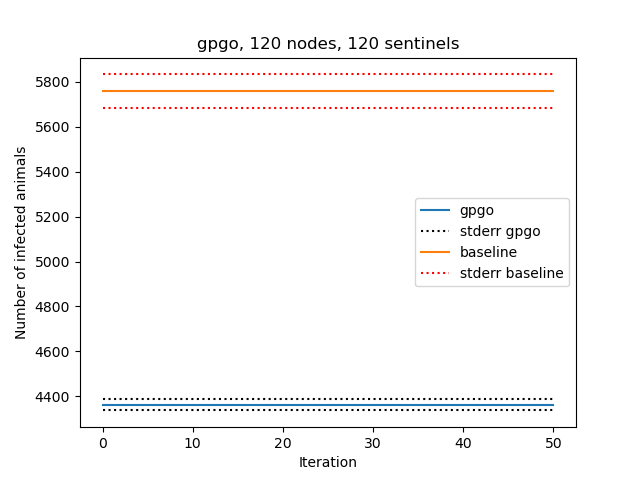 gpgo, 120 nodes, 120 sentinels
Number of infected animals
5800
5600
5400
5200
5000
4800
4600
4400
gpgo
stderr gpgo
baseline
stderr baseline
0 10 20 30 40 50
Iteration